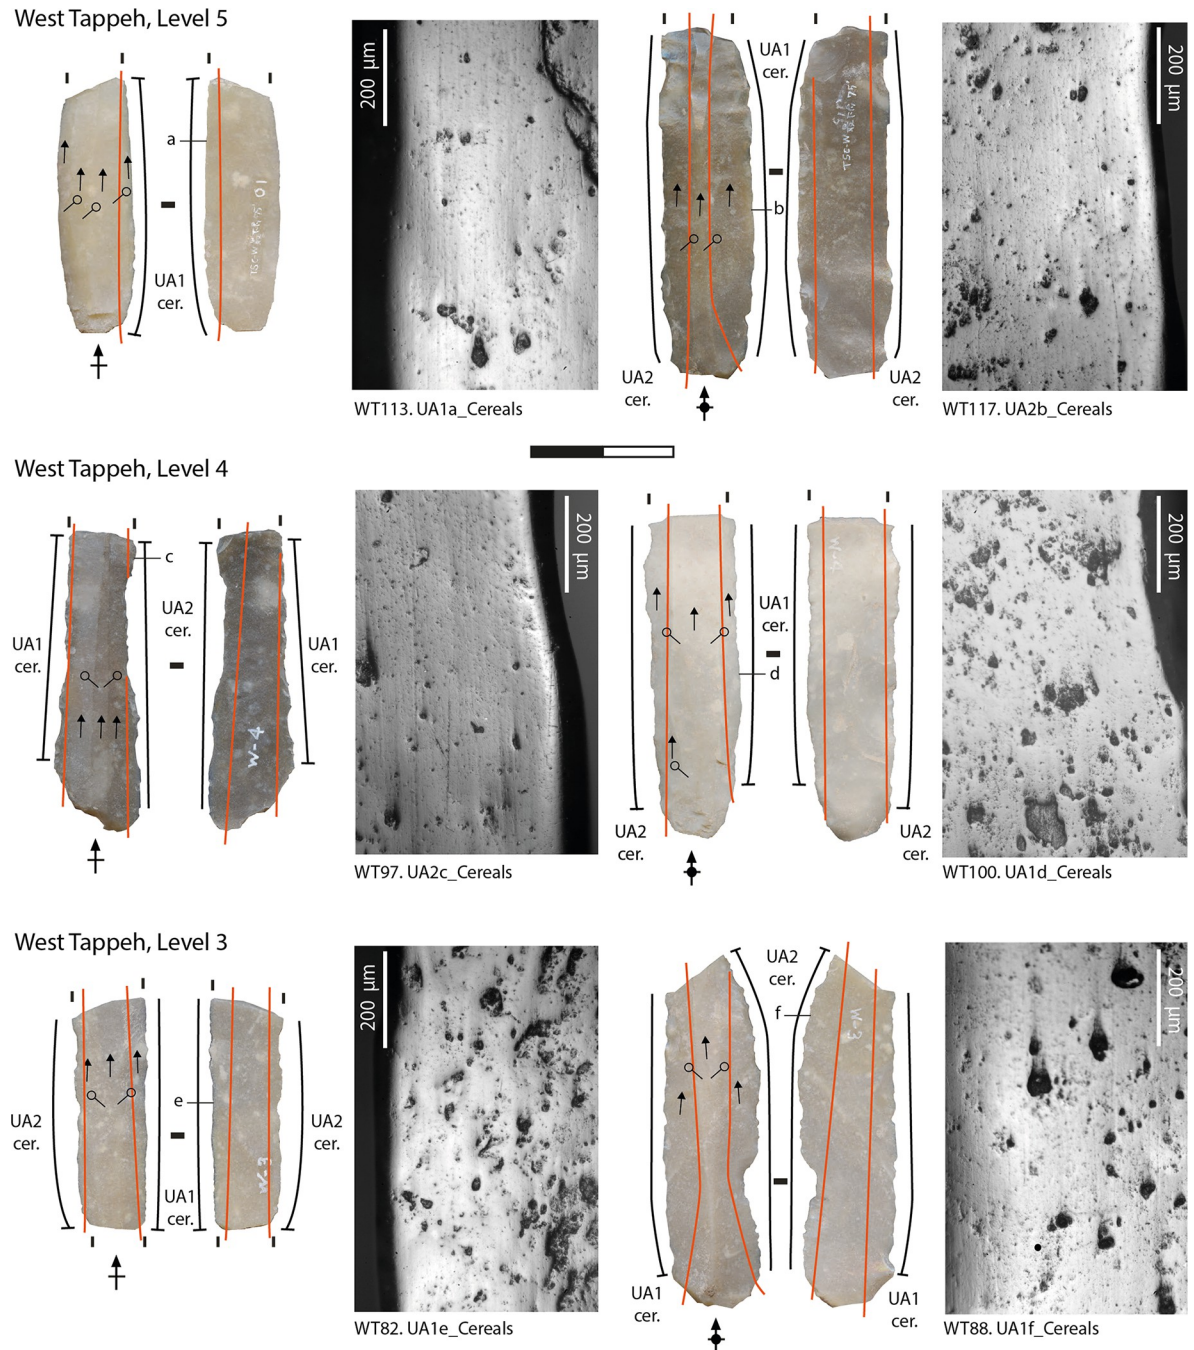 West Tappeh, Level 5
a
UA1
cer.
01
200 μm
WT113. UA1a_Cereals
UA1
cer.
b
UA2
cer.
UA2
cer.
200 μm
WT117. UA2b_Cereals
West Tappeh, Level 4
c
UA2
cer.
UA1
cer.
UA1
cer.
W-4
200 μm
WT97. UA2c_Cereals
UA1
cer.
d
W-4
UA2
cer.
UA2
cer.
200 μm
WT100. UA1d_Cereals
West Tappeh, Level 3
e
UA2
cer.
UA2
cer.
UA1
cer.
W-3
200 μm
WT82. UA1e_Cereals
UA2
cer.
f
W-3
UA1
cer.
UA1
cer.
200 μm
WT88. UA1f_Cereals